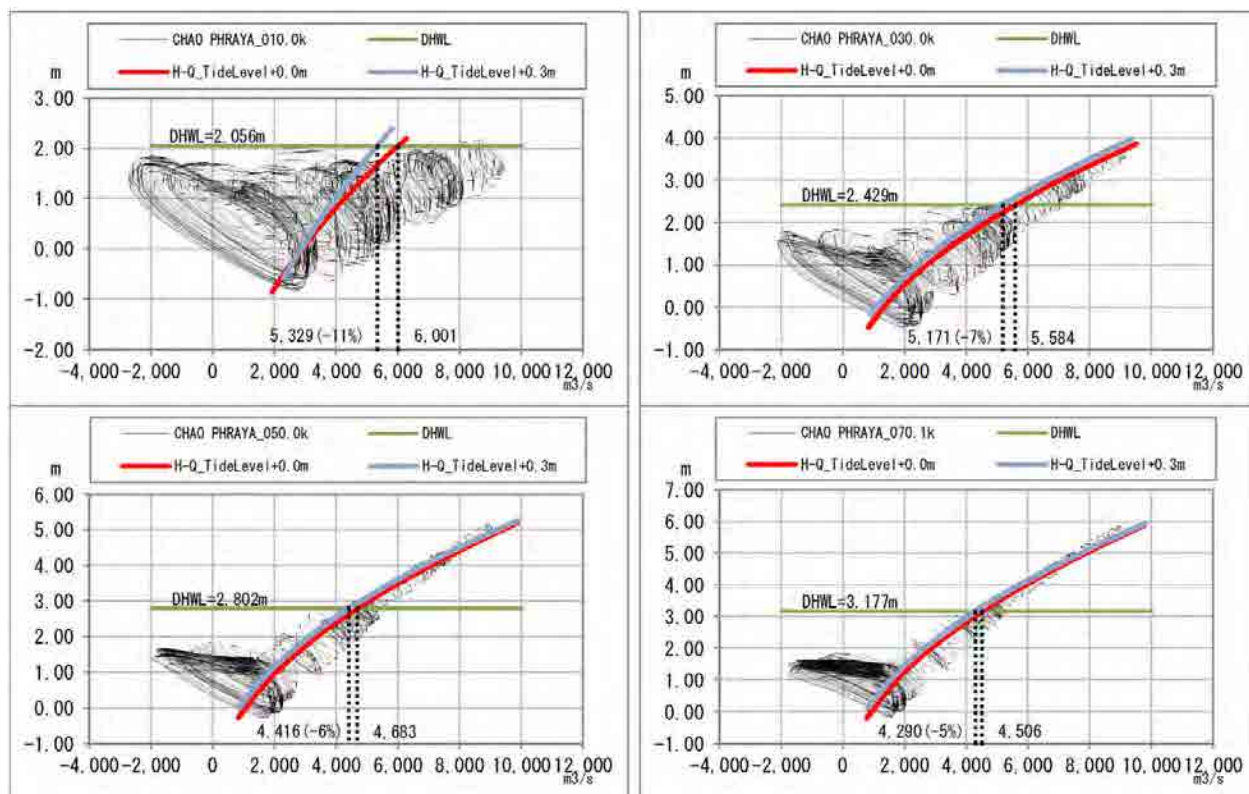 CHAO PHRAYA_010.0k DHWL
H-Q_TideLevel+0.0m H-Q_TideLevel+0.3m
m
3.00
DHWL=2.056m
2.00
1.00
0.00
-1.00
5,329(-11%) 6,001
-2.00
-4,000 -2,000 0 2,000 4,000 6,000 8,000 10,000 12,000
m3/s
CHAO PHRAYA_030.0k DHWL
H-Q_TideLevel+0.0m H-Q_TideLevel+0.3m
m
5.00
4.00
3.00
DHWL=2.429m
2.00
1.00
0.00
5,171(-7%) 5,584
-1.00
-4,000 -2,000 0 2,000 4,000 6,000 8,000 10,000 12,000
m3/s
CHAO PHRAYA_050.0k DHWL
H-Q_TideLevel+0.0m H-Q_TideLevel+0.3m
m
6.00
5.00
4.00
DHWL=2.802m
3.00
2.00
1.00
0.00
4,416(-6%) 4,683
-1.00
-4,000 -2,000 0 2,000 4,000 6,000 8,000 10,000 12,000
m3/s
CHAO PHRAYA_070.1k DHWL
H-Q_TideLevel+0.0m H-Q_TideLevel+0.3m
m
7.00
6.00
5.00
4.00
DHWL=3.177m
3.00
2.00
1.00
0.00
4,290(-5%) 4,506
-1.00
-4,000 -2,000 0 2,000 4,000 6,000 8,000 10,000 12,000
m3/s